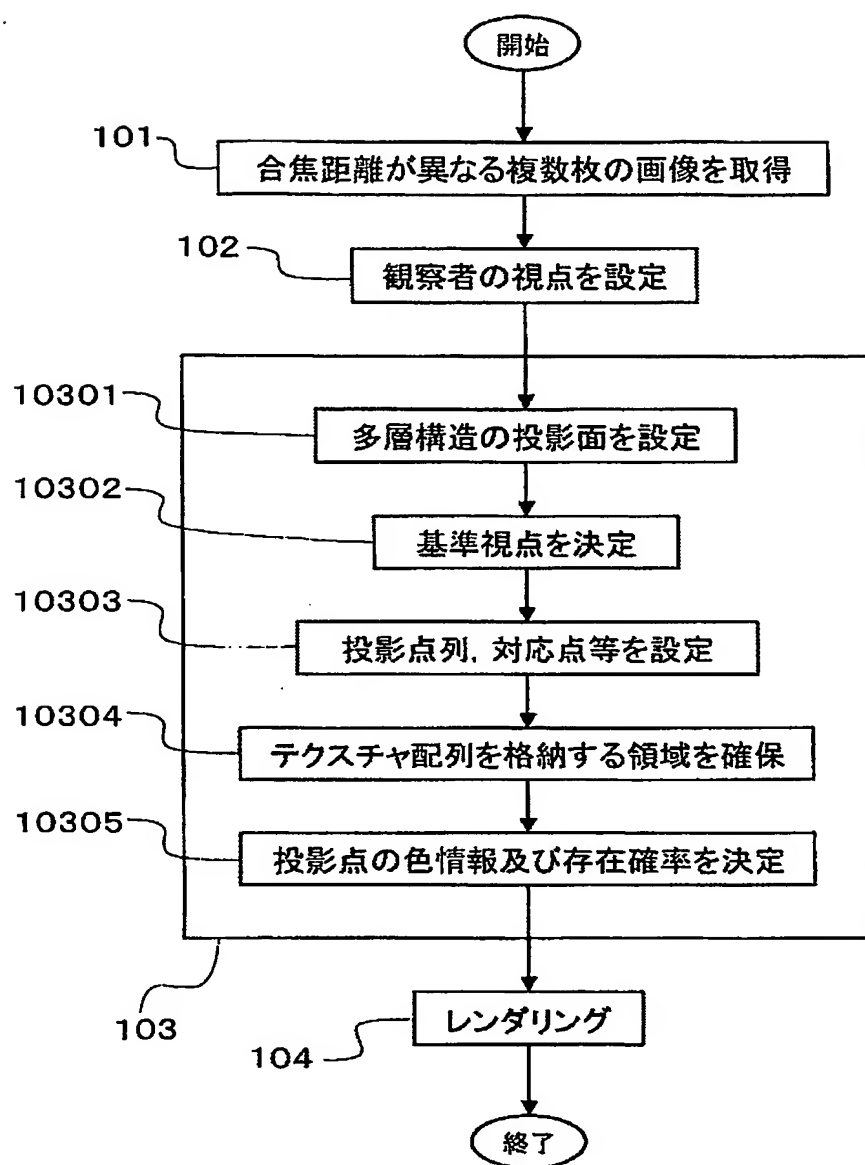 開始
101
合焦距離が異なる複数枚の画像を取得
102
観察者の視点を設定
10301
多層構造の投影面を設定
10302
基準視点を決定
10303
投影点列，対応点等を設定
10304
テクスチャ配列を格納する領域を確保
10305
投影点の色情報及び存在確率を決定
103
レンダリング
104
終了